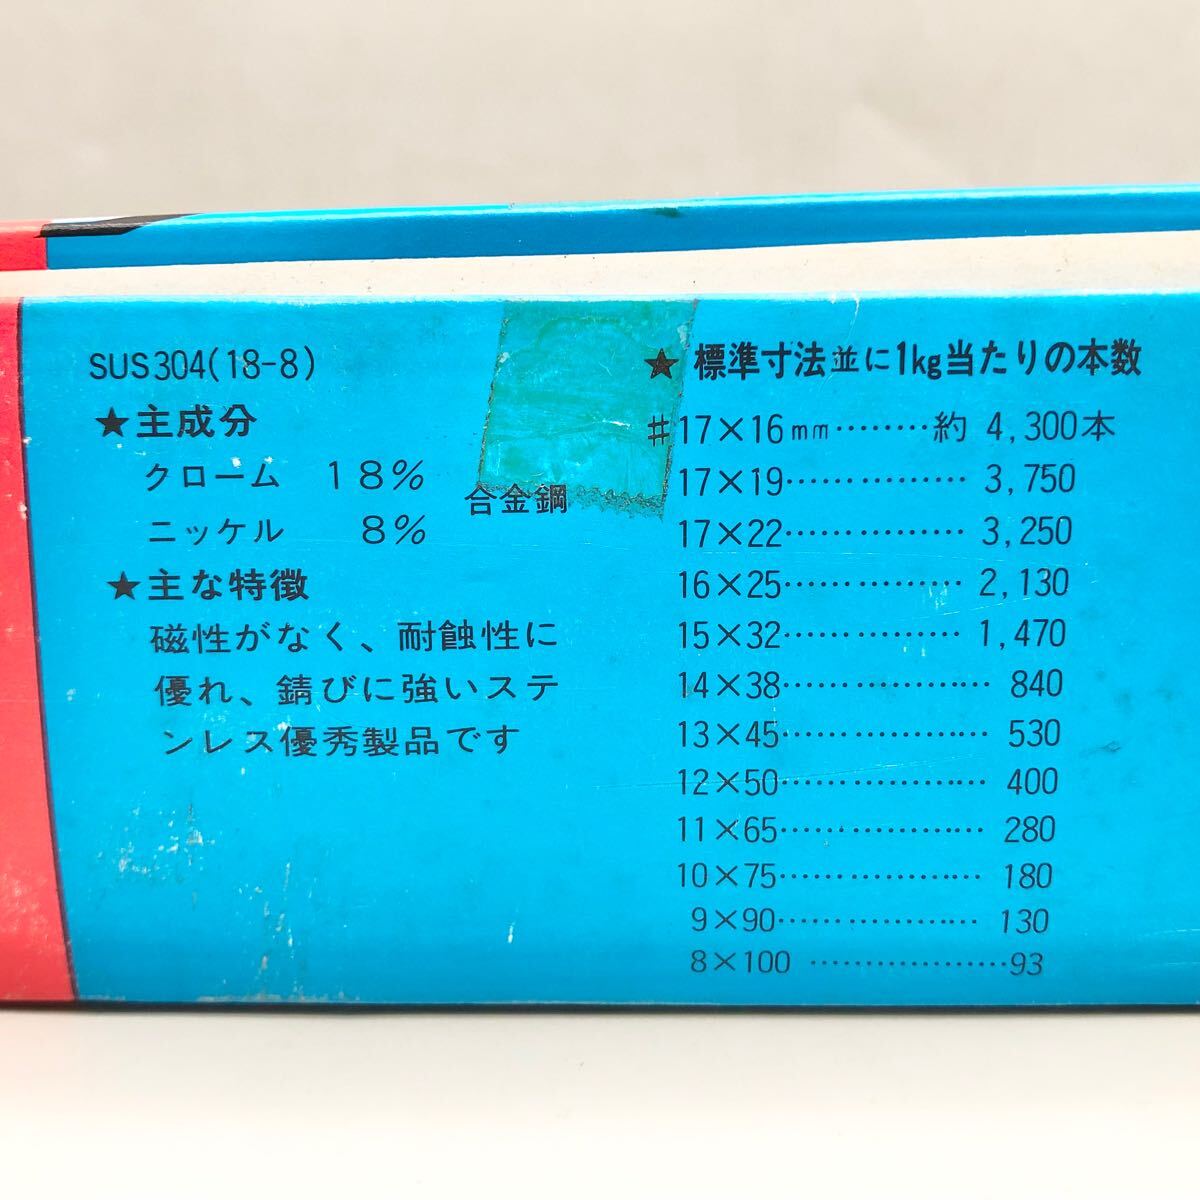 SUS304(18-8)
★主成分
クローム 18%
ニッケル 8%
合金鋼
★主な特徴
磁性がなく、耐蝕性に
優れ、錆びに強いステ
ンレス優秀製品です
★ 標準寸法並に1kg当たりの本数
#17×16mm………約 4,300本
17×19……………… 3,750
17×22……………… 3,250
16×25……………… 2,130
15×32……………… 1,470
14×38………………… 840
13×45………………… 530
12×50………………… 400
11×65………………… 280
10×75………………… 180
9×90………………… 130
8×100 …………………93